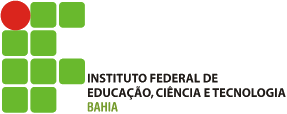 INSTITUTO FEDERAL DE
EDUCAÇÃO, CIÊNCIA E TECNOLOGIA
BAHIA